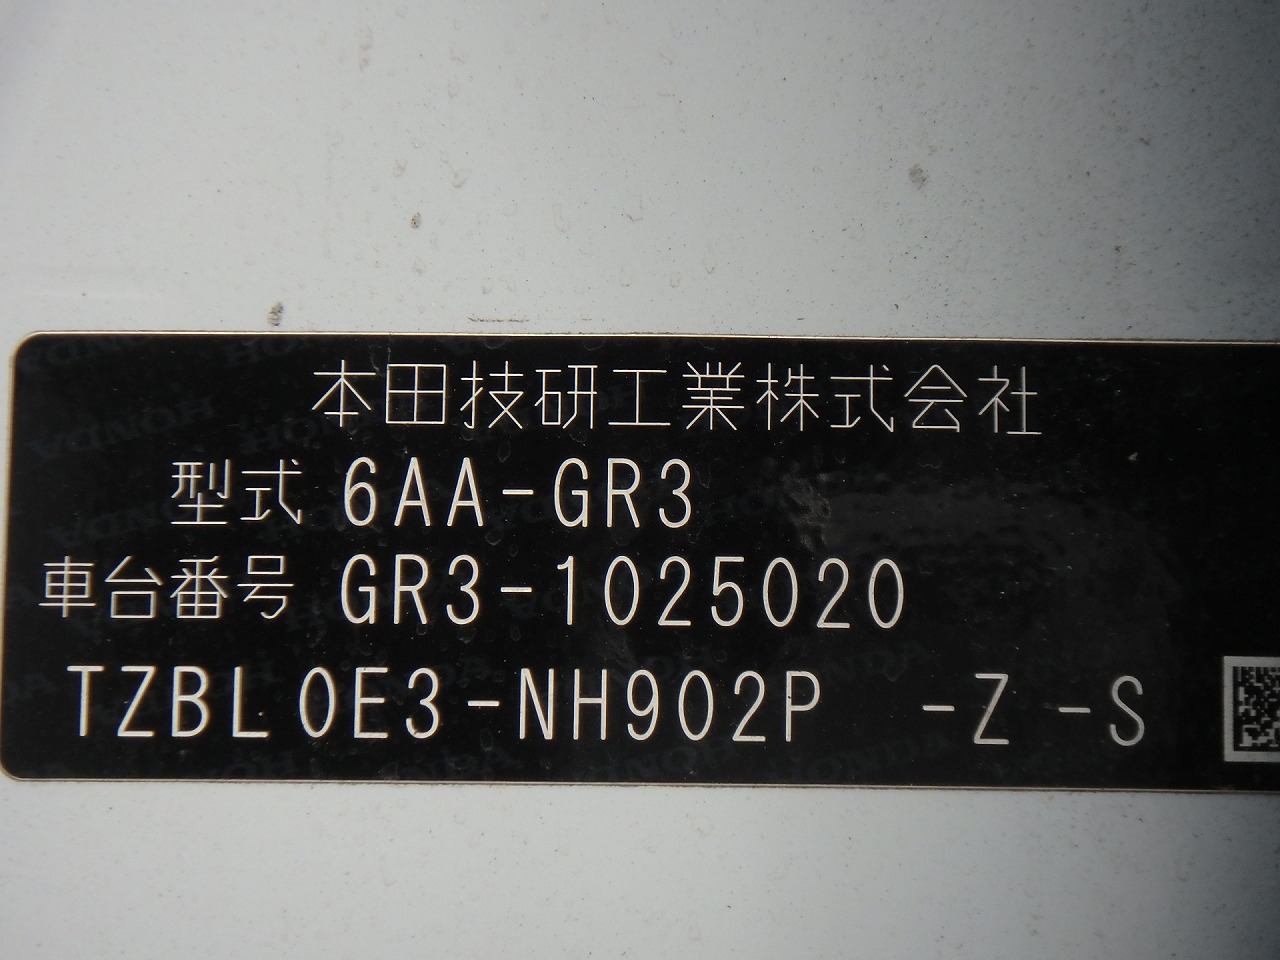 本田技研工業株式会社
型式 6AA-GR3
車台番号 GR3-1025020
TZBL0E3-NH902P -Z -S